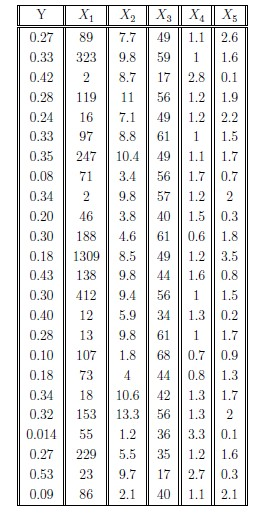 Y X₁ X₂ X₃ X₄ X₅
0.27 89 7.7 49 1.1 2.6
0.33 323 9.8 59 1 1.6
0.42 2 8.7 17 2.8 0.1
0.28 119 11 56 1.2 1.9
0.24 16 7.1 49 1.2 2.2
0.33 97 8.8 61 1 1.5
0.35 247 10.4 49 1.1 1.7
0.08 71 3.4 56 1.7 0.7
0.34 2 9.8 57 1.2 2
0.20 46 3.8 40 1.5 0.3
0.30 188 4.6 61 0.6 1.8
0.18 1309 8.5 49 1.2 3.5
0.43 138 9.8 44 1.6 0.8
0.30 412 9.4 56 1 1.5
0.40 12 5.9 34 1.3 0.2
0.28 13 9.8 61 1 1.7
0.10 107 1.8 68 0.7 0.9
0.18 73 4 44 0.8 1.3
0.34 18 10.6 42 1.3 1.7
0.32 153 13.3 56 1.3 2
0.014 55 1.2 36 3.3 0.1
0.27 229 5.5 35 1.2 1.6
0.53 23 9.7 17 2.7 0.3
0.09 86 2.1 40 1.1 2.1